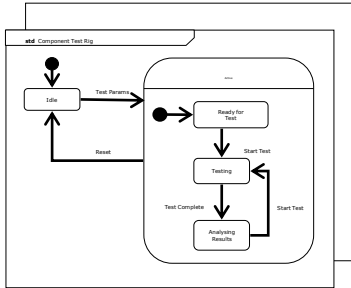 std Component Test Rig
Idle
Test Params
Ready for
Test
Start Test
Reset
Testing
Test Complete
Start Test
Analysing
Results